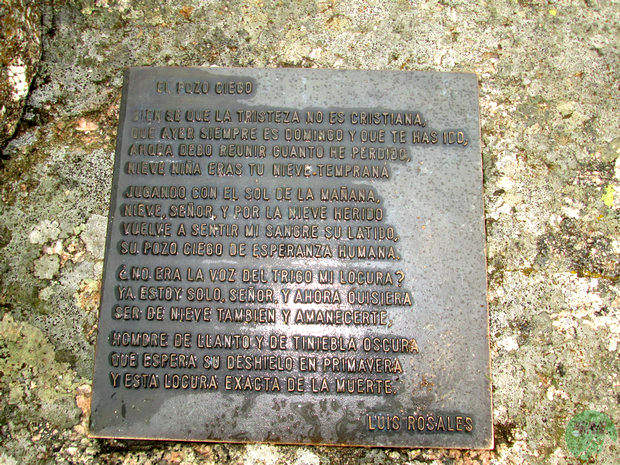 EL POZO CIEGO
BIEN SE QUE LA TRISTEZA NO ES CRISTIANA,
QUE AYER SIEMPRE ES DOMINGO Y QUE TE HAS IDO,
AHORA DEBO REUNIR CUANTO HE PERDIDO,
NIEVE NIÑA ERAS TU NIEVE TEMPRANA
JUGANDO CON EL SOL DE LA MAÑANA,
NIEVE, SEÑOR, Y POR LA NIEVE HERIDO
VUELVE A SENTIR MI SANGRE SU LATIDO,
SU POZO CIEGO DE ESPERANZA HUMANA.
¿NO ERA LA VOZ DEL TRIGO MI LOCURA?
YA ESTOY SOLO, SEÑOR, Y AHORA QUISIERA
SER DE NIEVE TAMBIEN Y AMANECERTE,
HOMBRE DE LLANTO Y DE TINIEBLA OSCURA
QUE ESPERA SU DESHIELO EN PRIMAVERA
Y ESTA LOCURA EXACTA DE LA MUERTE.
LUIS ROSALES